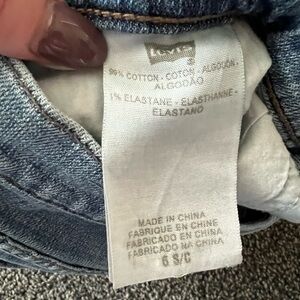 Levi's
S
99% COTTON - COTON - ALGODÓN -
ALGODÃO
1% ELASTANE - ELASTHANNE -
ELASTANO
MADE IN CHINA
FABRIQUE EN CHINE
FABRICADO EN CHINA
FABRICADO NA CHINA
6 S/C